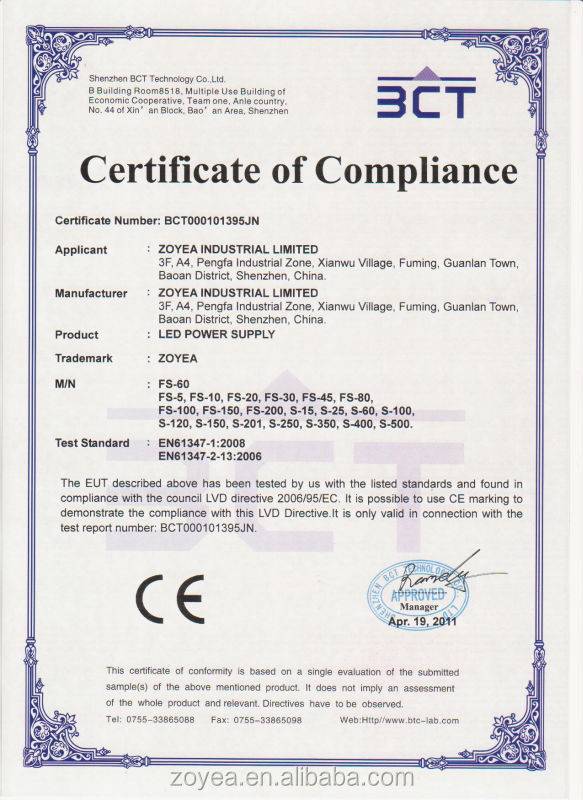 Shenzhen BCT Technology Co.,Ltd.
B Building Room8518, Multiple Use Building of
Economic Cooperative, Team one, Anle country,
No. 44 of Xin' an Block, Bao' an Area, Shenzhen
BCT
Certificate of Compliance
Certificate Number: BCT000101395JN
Applicant : ZOYEA INDUSTRIAL LIMITED
3F, A4, Pengfa Industrial Zone, Xianwu Village, Fuming, Guanlan Town,
Baoan District, Shenzhen, China.
Manufacturer : ZOYEA INDUSTRIAL LIMITED
3F, A4, Pengfa Industrial Zone, Xianwu Village, Fuming, Guanlan Town,
Baoan District, Shenzhen, China.
Product : LED POWER SUPPLY
Trademark : ZOYEA
M/N : FS-60
FS-5, FS-10, FS-20, FS-30, FS-45, FS-80,
FS-100, FS-150, FS-200, S-15, S-25, S-60, S-100,
S-120, S-150, S-201, S-250, S-350, S-400, S-500.
Test Standard : EN61347-1:2008
EN61347-2-13:2006
BCT
The EUT described above has been tested by us with the listed standards and found in
compliance with the council LVD directive 2006/95/EC. It is possible to use CE marking to
demonstrate the compliance with this LVD Directive.It is only valid in connection with the
test report number: BCT000101395JN.
CE
SHENZHEN BCT TECHNOLOGY CO., LTD
APPROVED
Manager
Apr. 19, 2011
This certificate of conformity is based on a single evaluation of the submitted
sample(s) of the above mentioned product. It does not imply an assessment
of the whole product and relevant. Directives have to be observed.
Tel: 0755-33865088 Fax: 0755-33865098 Web:Http//www.btc-lab.com
zoyea.en.alibaba.com